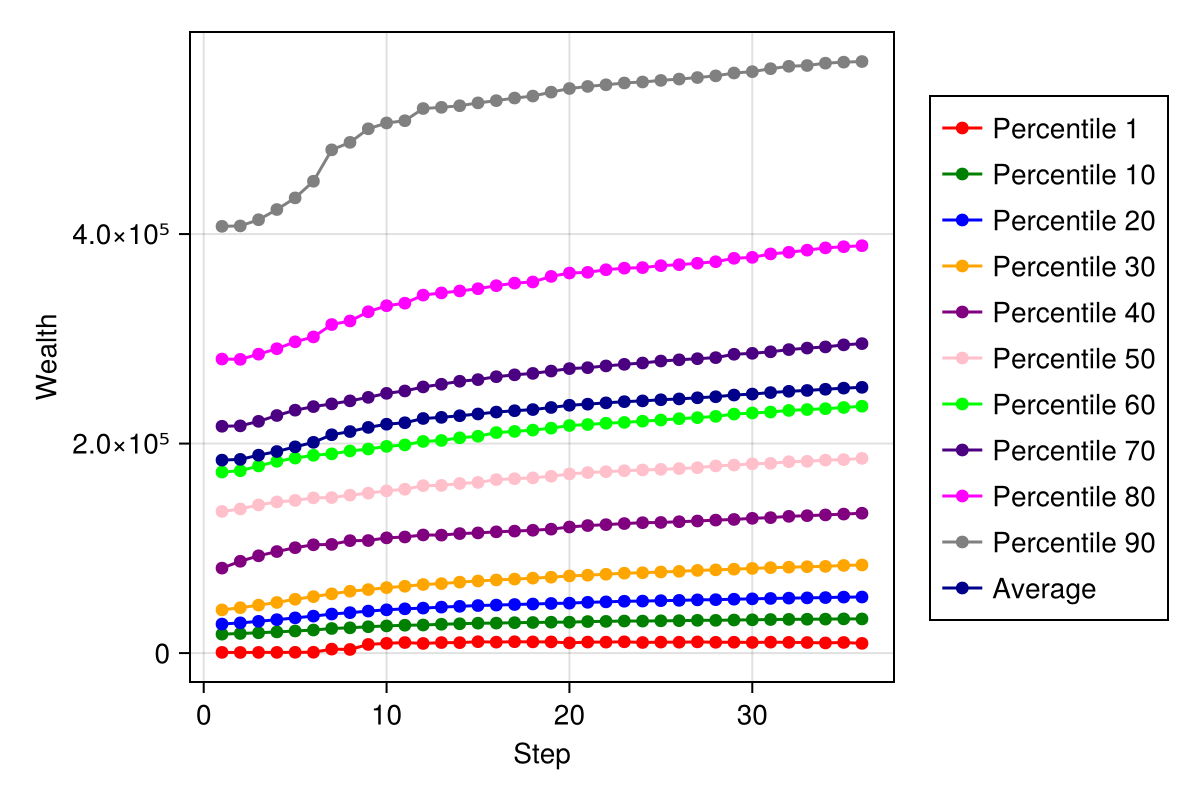 4.0×10⁵
2.0×10⁵
0
Wealth
0 10 20 30
Step
Percentile 1
Percentile 10
Percentile 20
Percentile 30
Percentile 40
Percentile 50
Percentile 60
Percentile 70
Percentile 80
Percentile 90
Average